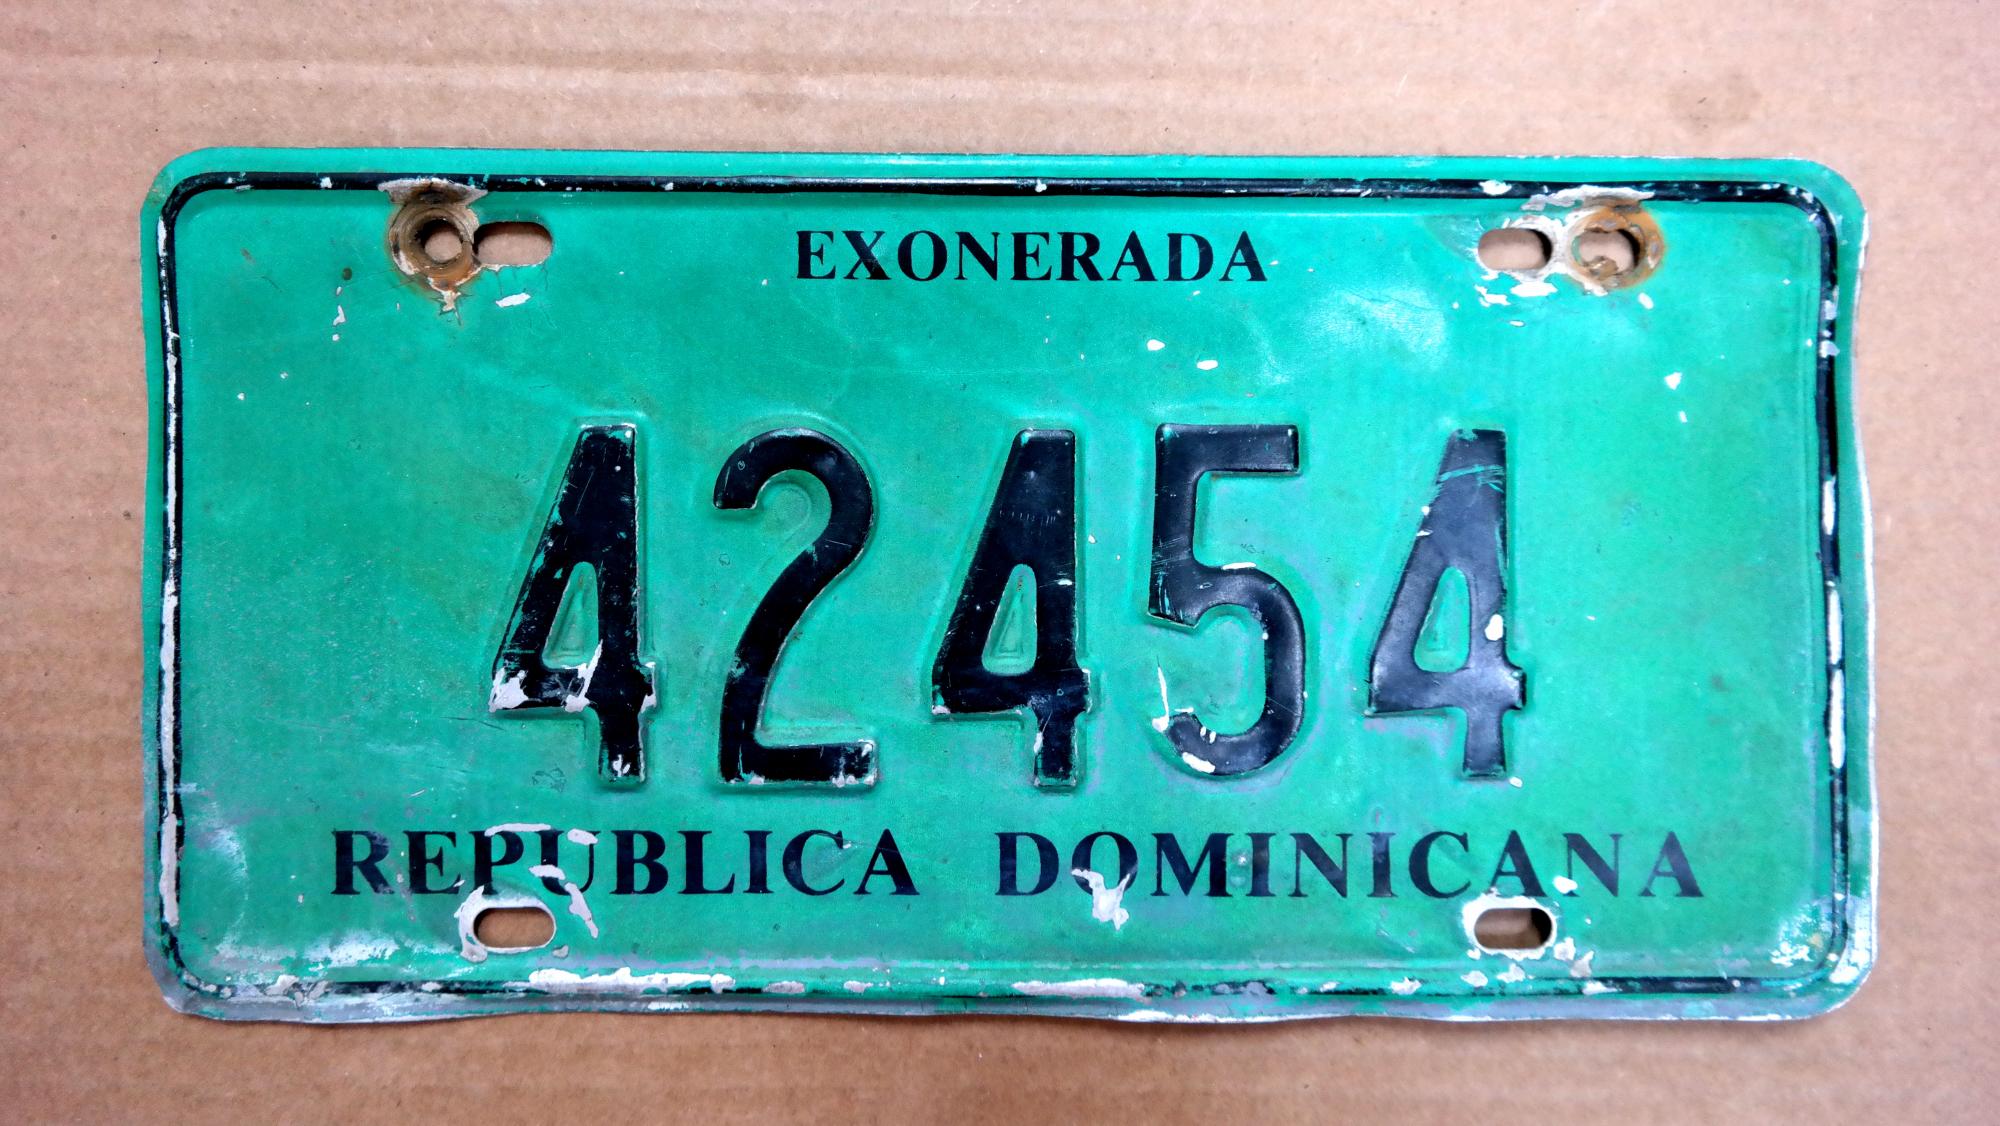 EXONERADA
42454
REPUBLICA DOMINICANA